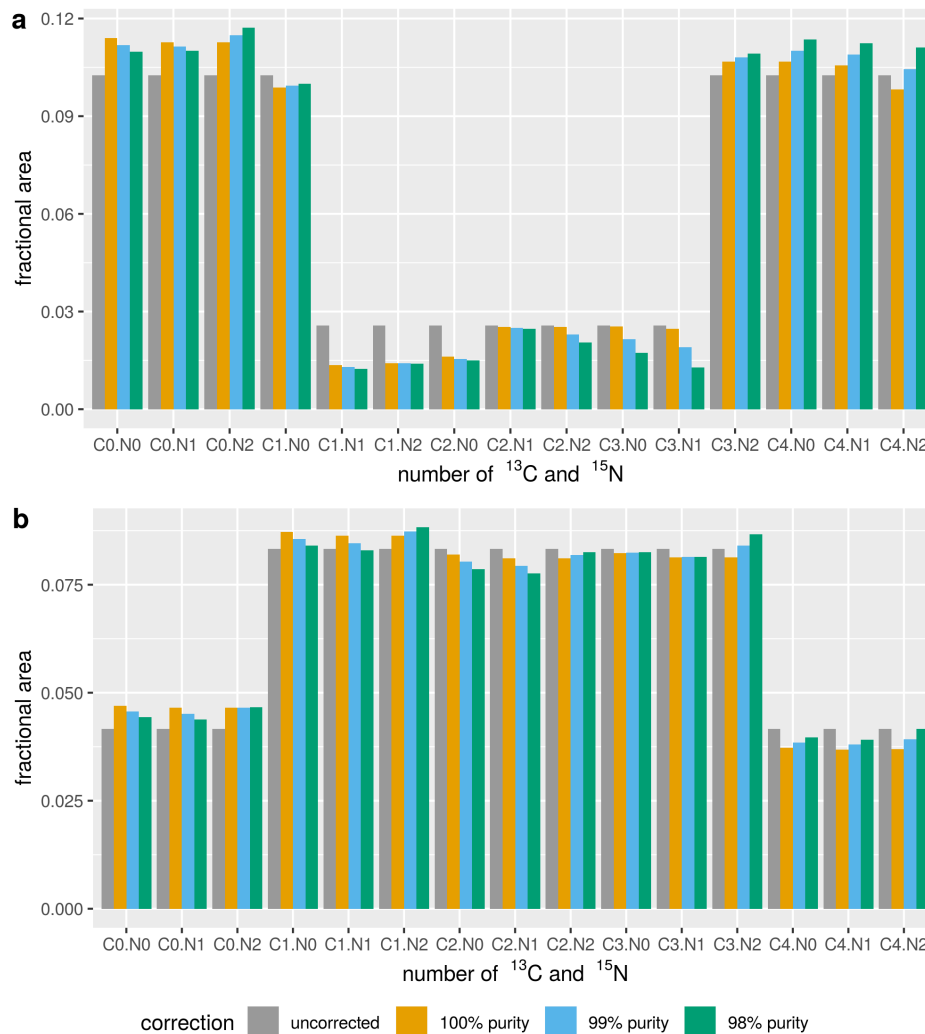 a
fractional area
0.12
0.09
0.06
0.03
0.00
C0.N0 C0.N1 C0.N2 C1.N0 C1.N1 C1.N2 C2.N0 C2.N1 C2.N2 C3.N0 C3.N1 C3.N2 C4.N0 C4.N1 C4.N2
number of ¹³C and ¹⁵N
b
fractional area
0.075
0.050
0.025
0.000
C0.N0 C0.N1 C0.N2 C1.N0 C1.N1 C1.N2 C2.N0 C2.N1 C2.N2 C3.N0 C3.N1 C3.N2 C4.N0 C4.N1 C4.N2
number of ¹³C and ¹⁵N
correction uncorrected 100% purity 99% purity 98% purity